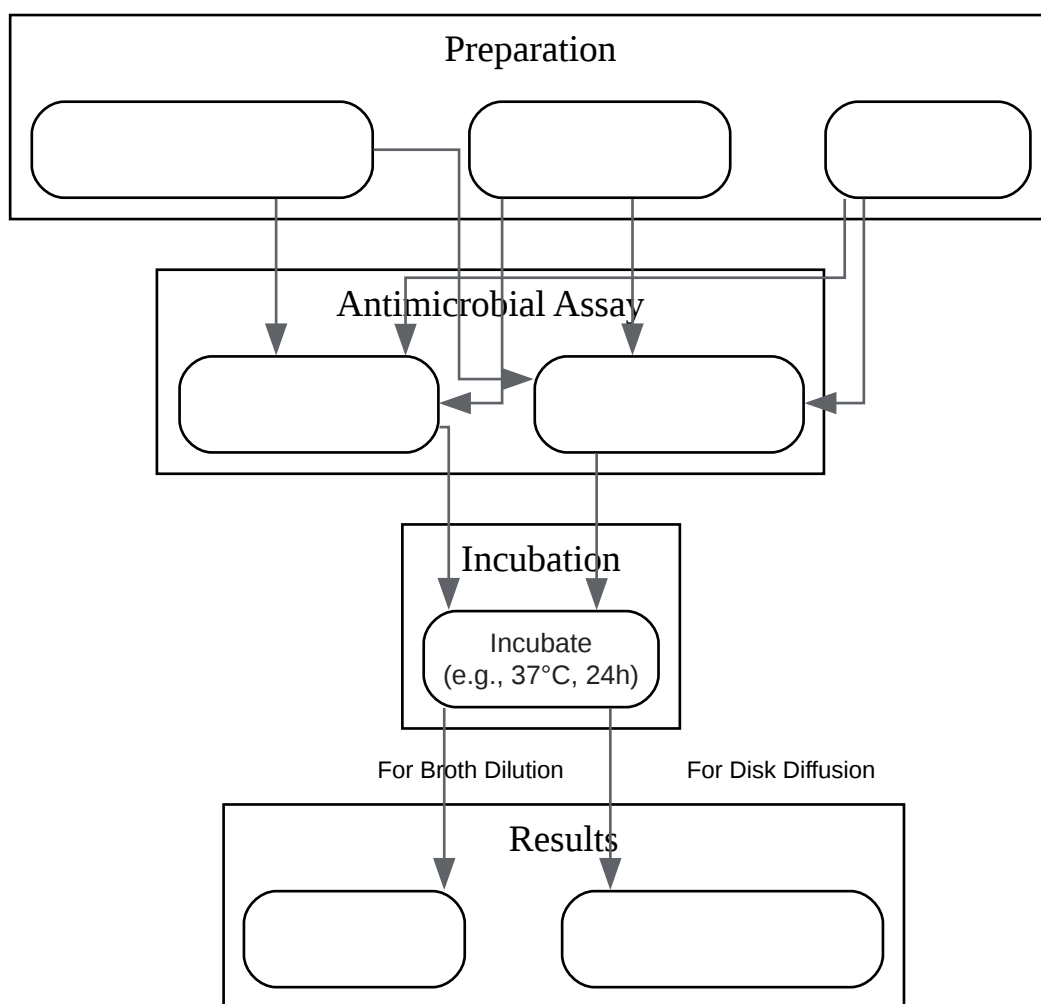 Preparation
Antimicrobial Assay
Incubation
Incubate
(e.g., 37°C, 24h)
For Broth Dilution
For Disk Diffusion
Results